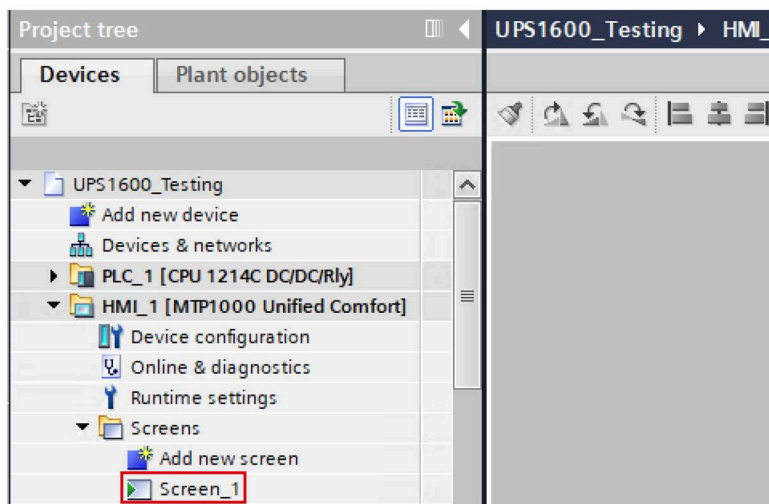 Project tree
UPS1600_Testing ▸ HMI_
Devices
Plant objects
UPS1600_Testing
Add new device
Devices & networks
PLC_1 [CPU 1214C DC/DC/Rly]
HMI_1 [MTP1000 Unified Comfort]
Device configuration
Online & diagnostics
Runtime settings
Screens
Add new screen
Screen_1